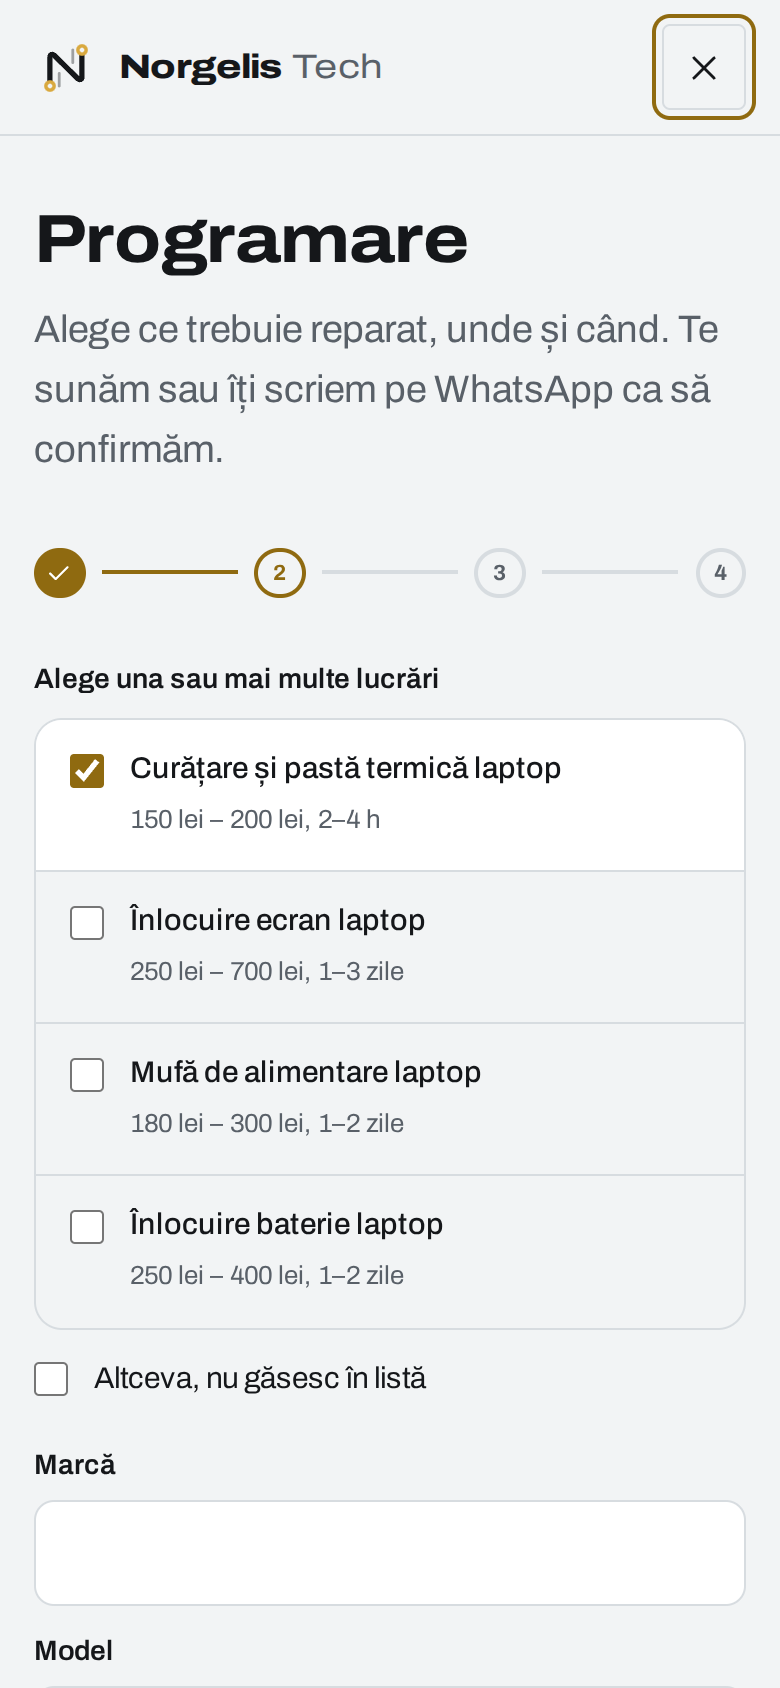 Norgelis Tech
Programare
Alege ce trebuie reparat, unde și când. Te
sunăm sau îți scriem pe WhatsApp ca să
confirmăm.
2
3
4
Alege una sau mai multe lucrări
Curățare și pastă termică laptop
150 lei – 200 lei, 2–4 h
Înlocuire ecran laptop
250 lei – 700 lei, 1–3 zile
Mufă de alimentare laptop
180 lei – 300 lei, 1–2 zile
Înlocuire baterie laptop
250 lei – 400 lei, 1–2 zile
Altceva, nu găsesc în listă
Marcă
Model